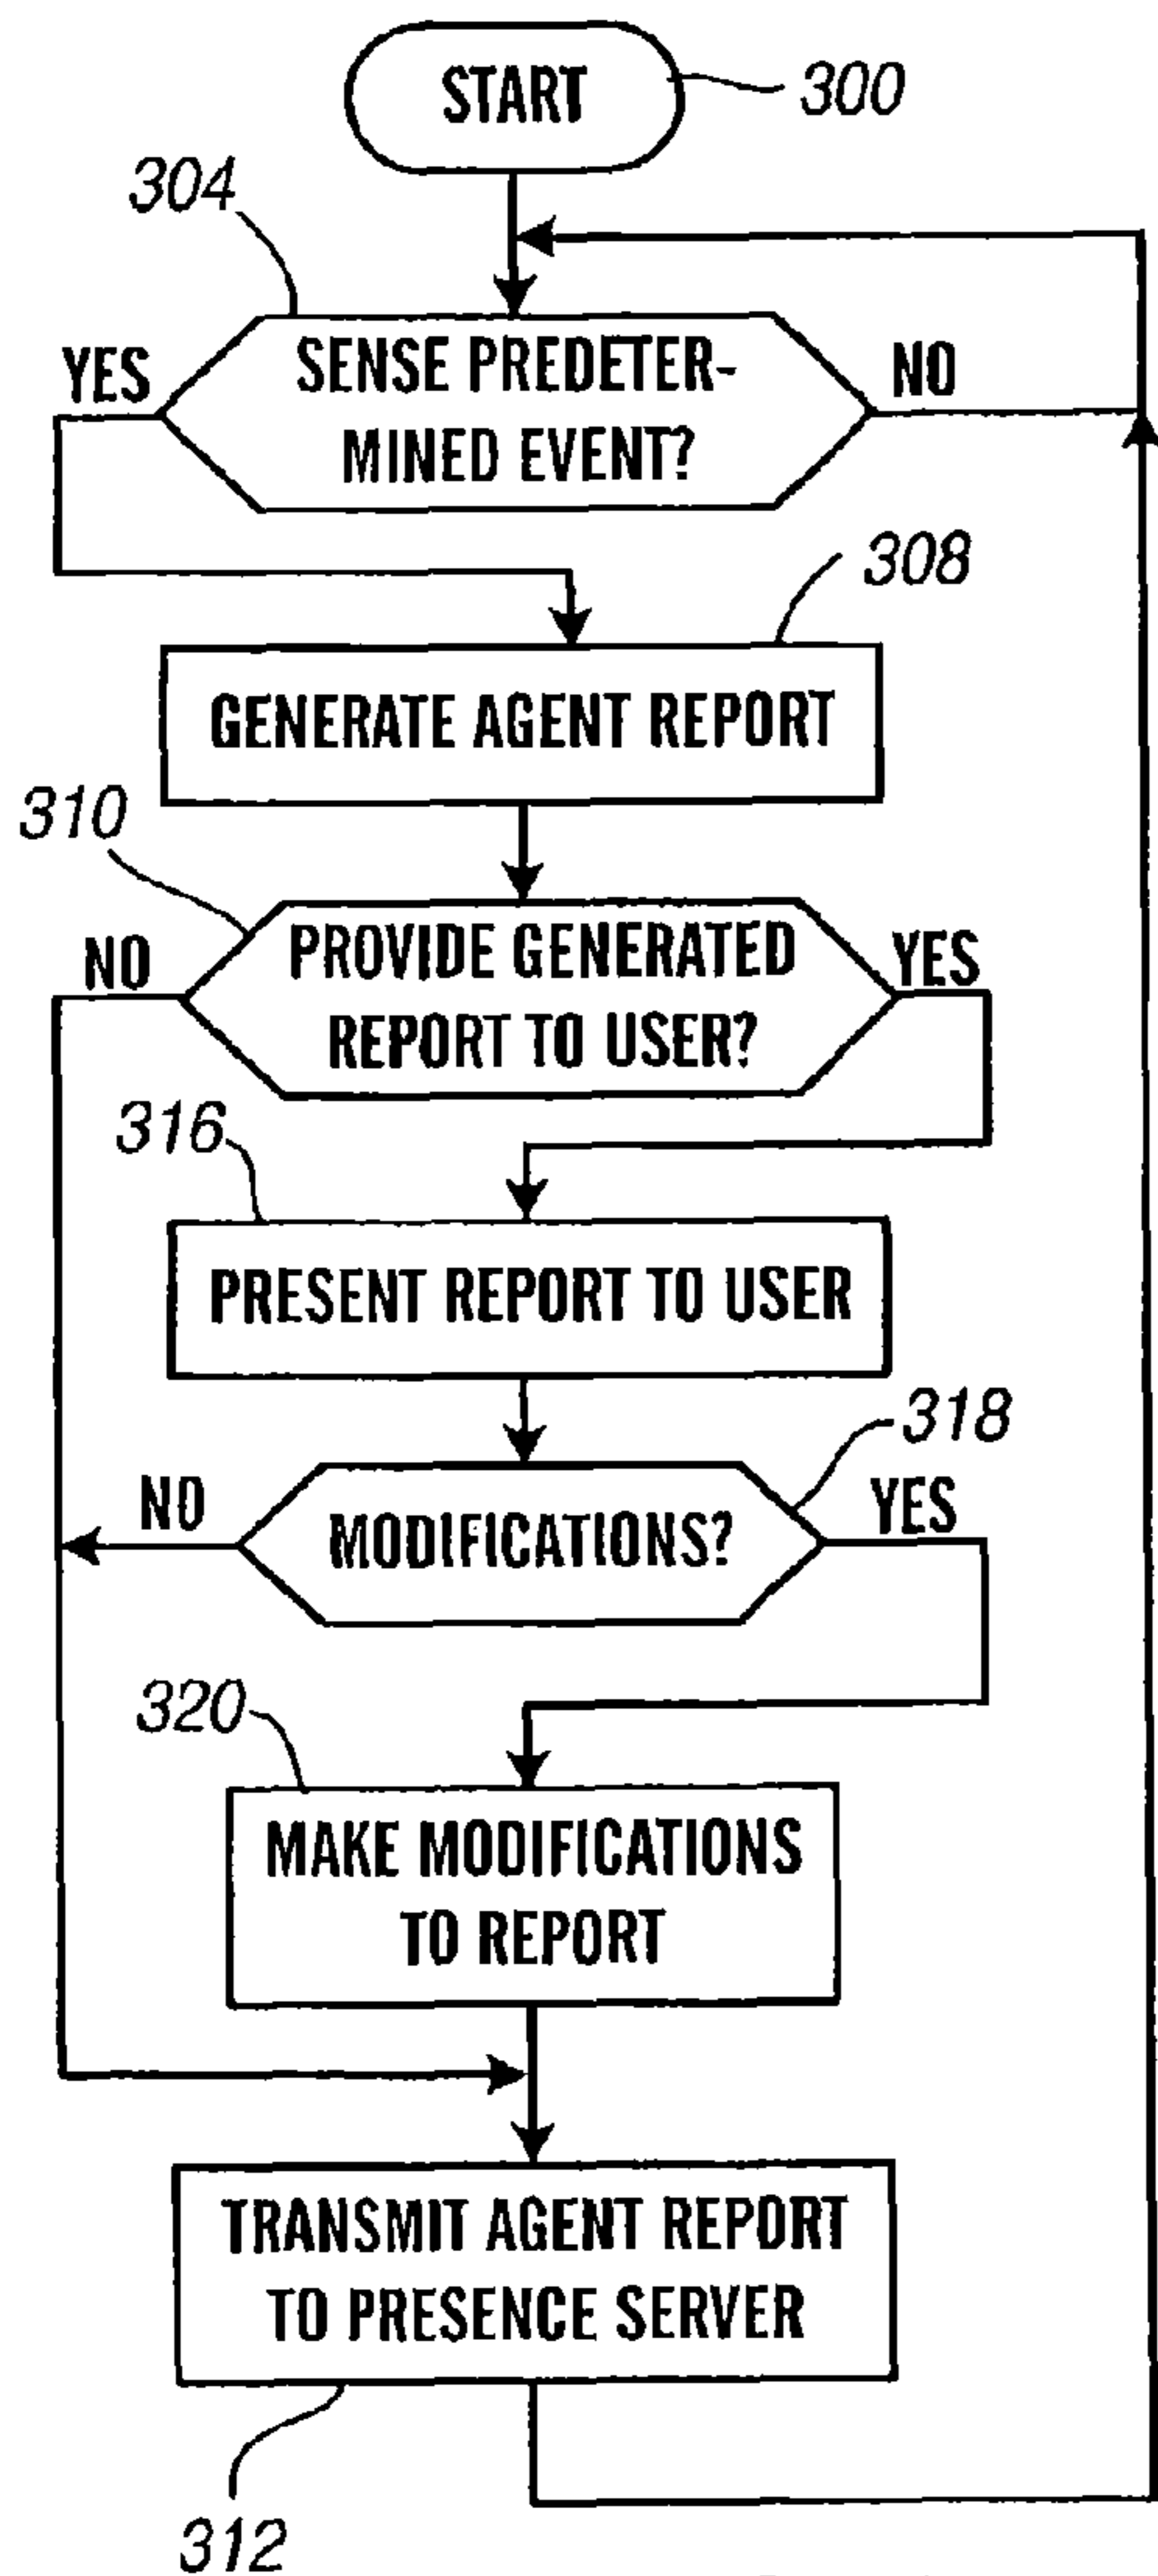 START
300
304
YES
SENSE PREDETER-
MINED EVENT?
NO
308
GENERATE AGENT REPORT
310
NO
PROVIDE GENERATED
REPORT TO USER?
YES
316
PRESENT REPORT TO USER
318
NO
MODIFICATIONS?
YES
320
MAKE MODIFICATIONS
TO REPORT
TRANSMIT AGENT REPORT
TO PRESENCE SERVER
312